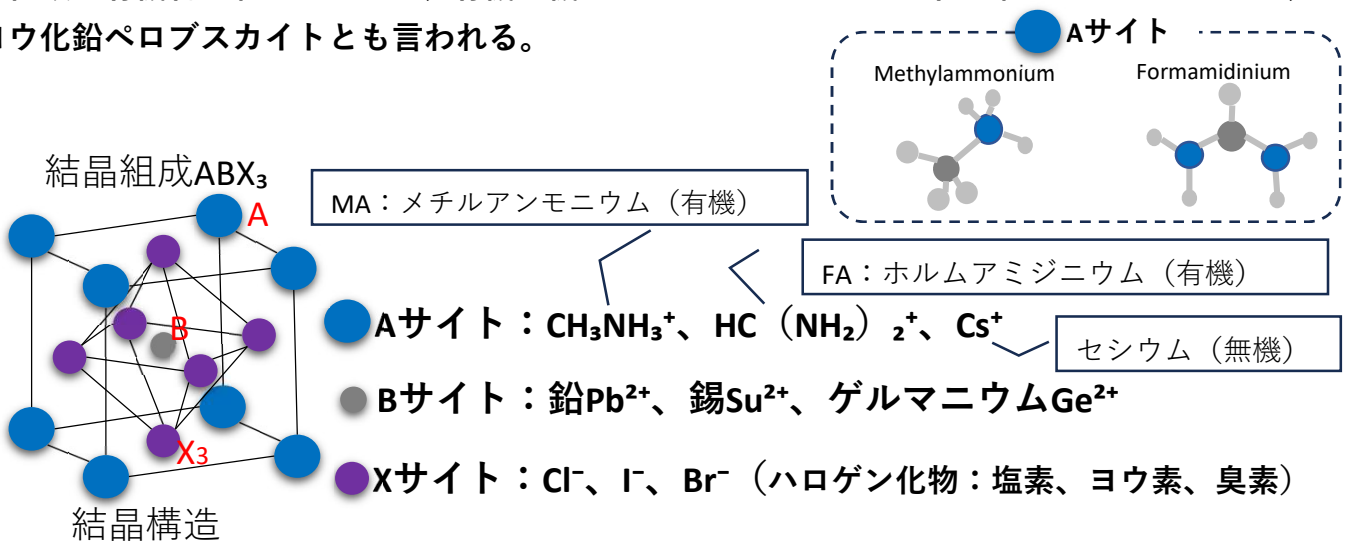 ヨウ化鉛ペロブスカイトとも言われる。
Aサイト
Methylammonium
Formamidinium
結晶組成ABX₃
A
B
X₃
結晶構造
MA：メチルアンモニウム（有機）
FA：ホルムアミジニウム（有機）
Aサイト：CH₃NH₃⁺、HC（NH₂）₂⁺、Cs⁺
セシウム（無機）
Bサイト：鉛Pb²⁺、錫Su²⁺、ゲルマニウムGe²⁺
Xサイト：Cl⁻、I⁻、Br⁻（ハロゲン化物：塩素、ヨウ素、臭素）